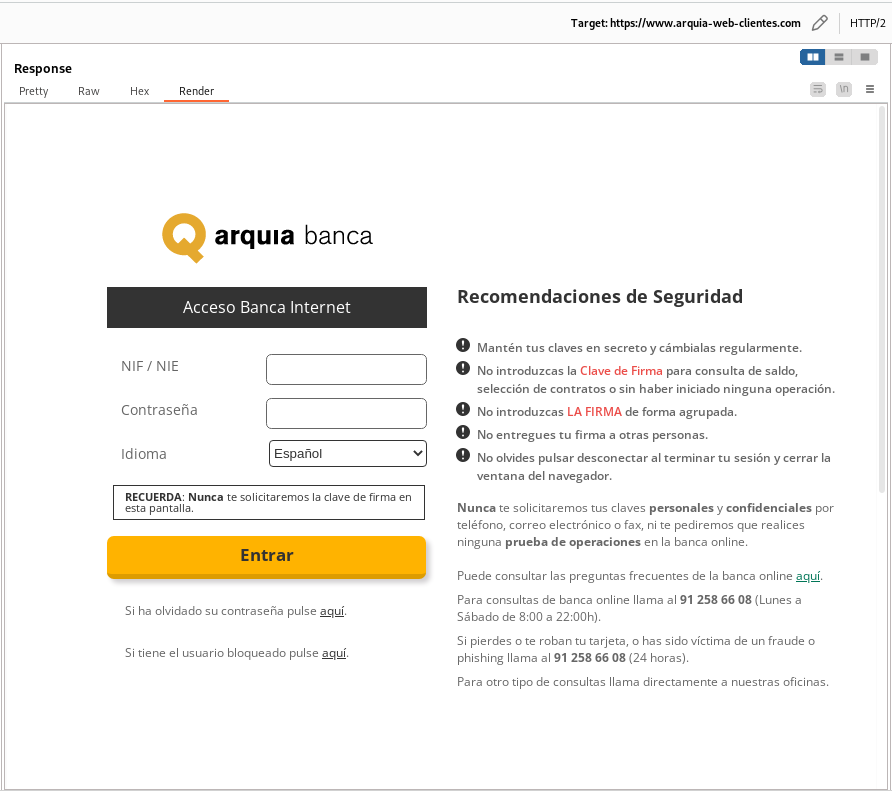 Target: https://www.arquia-web-clientes.com
HTTP/2
Response
Pretty Raw Hex Render
\n
arquia banca
Acceso Banca Internet
NIF / NIE
Contraseña
Idioma
Español
RECUERDA: Nunca te solicitaremos la clave de firma en
esta pantalla.
Entrar
Si ha olvidado su contraseña pulse aquí.
Si tiene el usuario bloqueado pulse aquí.
Recomendaciones de Seguridad
Mantén tus claves en secreto y cámbialas regularmente.
No introduzcas la Clave de Firma para consulta de saldo,
selección de contratos o sin haber iniciado ninguna operación.
No introduzcas LA FIRMA de forma agrupada.
No entregues tu firma a otras personas.
No olvides pulsar desconectar al terminar tu sesión y cerrar la
ventana del navegador.
Nunca te solicitaremos tus claves personales y confidenciales por
teléfono, correo electrónico o fax, ni te pediremos que realices
ninguna prueba de operaciones en la banca online.
Puede consultar las preguntas frecuentes de la banca online aquí.
Para consultas de banca online llama al 91 258 66 08 (Lunes a
Sábado de 8:00 a 22:00h).
Si pierdes o te roban tu tarjeta, o has sido víctima de un fraude o
phishing llama al 91 258 66 08 (24 horas).
Para otro tipo de consultas llama directamente a nuestras oficinas.